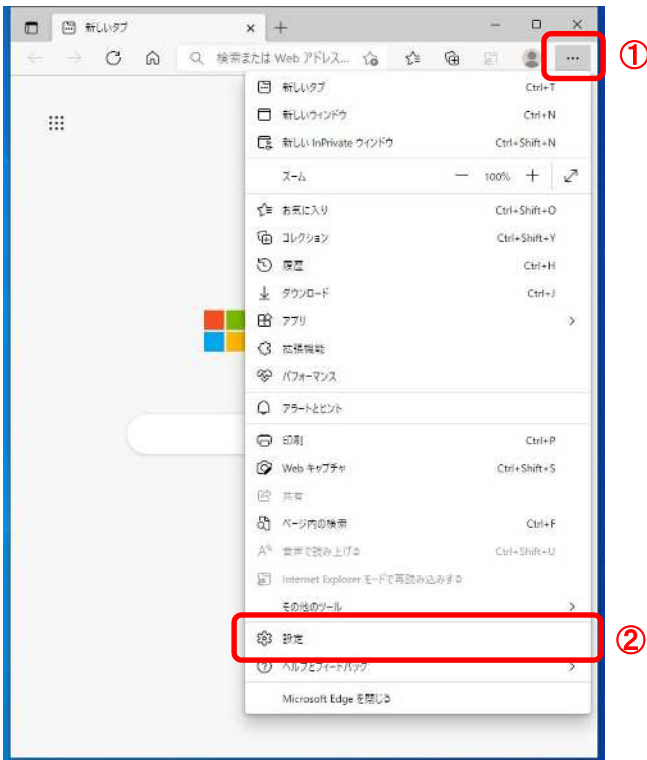 新しいタブ
検索または Web アドレス...
①
新しいタブ Ctrl+T
新しいウィンドウ Ctrl+N
新しい InPrivate ウィンドウ Ctrl+Shift+N
ズーム 100%
お気に入り Ctrl+Shift+O
コレクション Ctrl+Shift+Y
履歴 Ctrl+H
ダウンロード Ctrl+J
アプリ
拡張機能
パフォーマンス
アラートとヒント
印刷 Ctrl+P
Web キャプチャ Ctrl+Shift+S
共有
ページ内の検索 Ctrl+F
音声で読み上げる Ctrl+Shift+U
Internet Explorer モードで再読み込みする
その他のツール
設定 ②
ヘルプとフィードバック
Microsoft Edge を閉じる